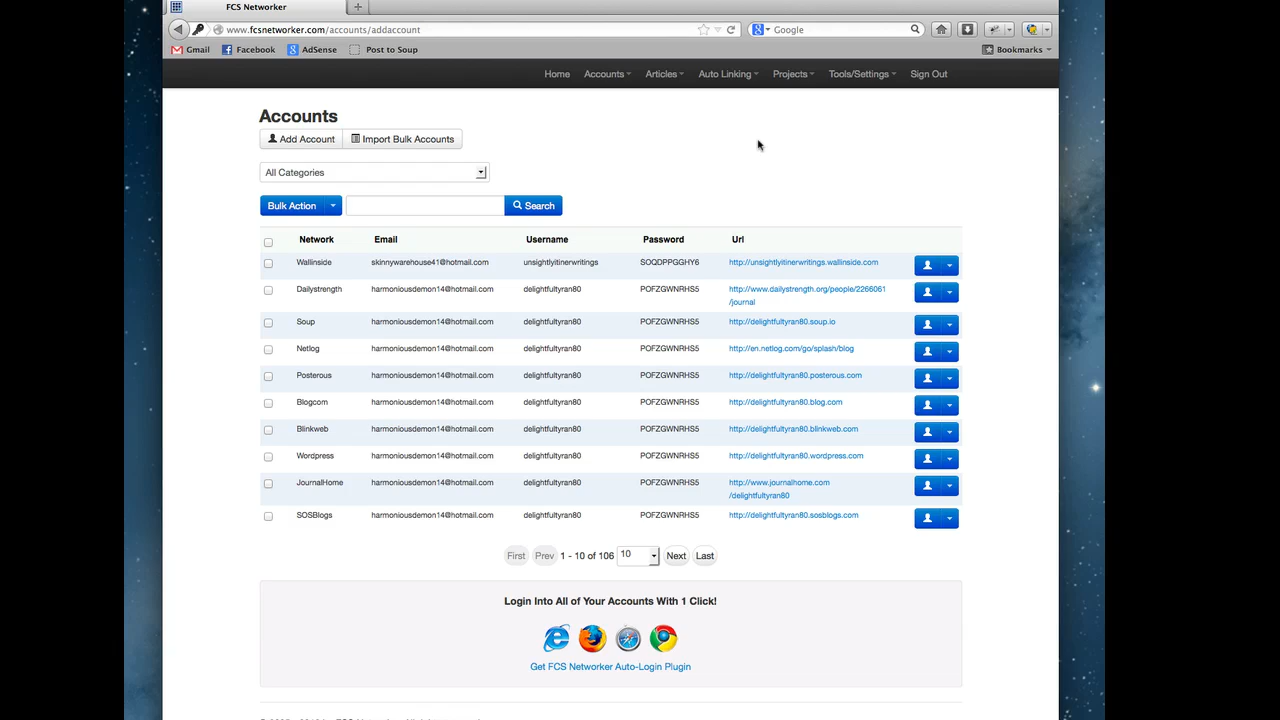 FCS Networker
www.fcsnetworker.com/accounts/addaccount
Google
Gmail Facebook AdSense Post to Soup Bookmarks
Home Accounts Articles Auto Linking Projects Tools/Settings Sign Out
Accounts
Add Account Import Bulk Accounts
All Categories
Bulk Action Search
Network Email Username Password Url
Wallinside skinnywarehouse41@hotmail.com unsightlyitinerwritings SOQDPPGGHY6 http://unsightlyitinerwritings.wallinside.com
Dailystrength harmoniousdemon14@hotmail.com delightfultyran80 POFZGWNRHS5 http://www.dailystrength.org/people/2266061
/journal
Soup harmoniousdemon14@hotmail.com delightfultyran80 POFZGWNRHS5 http://delightfultyran80.soup.io
Netlog harmoniousdemon14@hotmail.com delightfultyran80 POFZGWNRHS5 http://en.netlog.com/go/splash/blog
Posterous harmoniousdemon14@hotmail.com delightfultyran80 POFZGWNRHS5 http://delightfultyran80.posterous.com
Blogcom harmoniousdemon14@hotmail.com delightfultyran80 POFZGWNRHS5 http://delightfultyran80.blog.com
Blinkweb harmoniousdemon14@hotmail.com delightfultyran80 POFZGWNRHS5 http://delightfultyran80.blinkweb.com
Wordpress harmoniousdemon14@hotmail.com delightfultyran80 POFZGWNRHS5 http://delightfultyran80.wordpress.com
JournalHome harmoniousdemon14@hotmail.com delightfultyran80 POFZGWNRHS5 http://www.journalhome.com
/delightfultyran80
SOSBlogs harmoniousdemon14@hotmail.com delightfultyran80 POFZGWNRHS5 http://delightfultyran80.sosblogs.com
First Prev 1 - 10 of 106 10 Next Last
Login Into All of Your Accounts With 1 Click!
Get FCS Networker Auto-Login Plugin